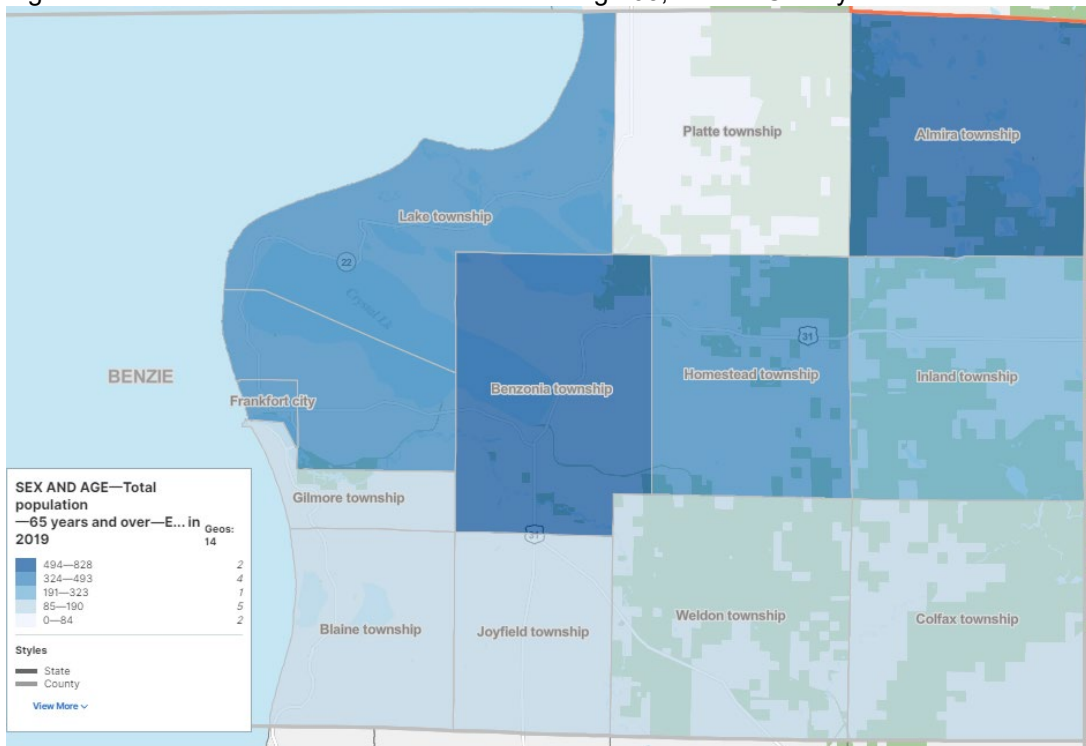 Platte township
Almira township
Lake township
22
Crystal Lk
31
BENZIE
Benzonia township
Homestead township
Inland township
Frankfort city
SEX AND AGE—Total
population
—65 years and over—E... in
2019
Geos:
14
494—828 2
324—493 4
191—323 1
85—190 5
0—84 2
Styles
State
County
View More
Gilmore township
31
Blaine township
Joyfield township
Weldon township
Colfax township